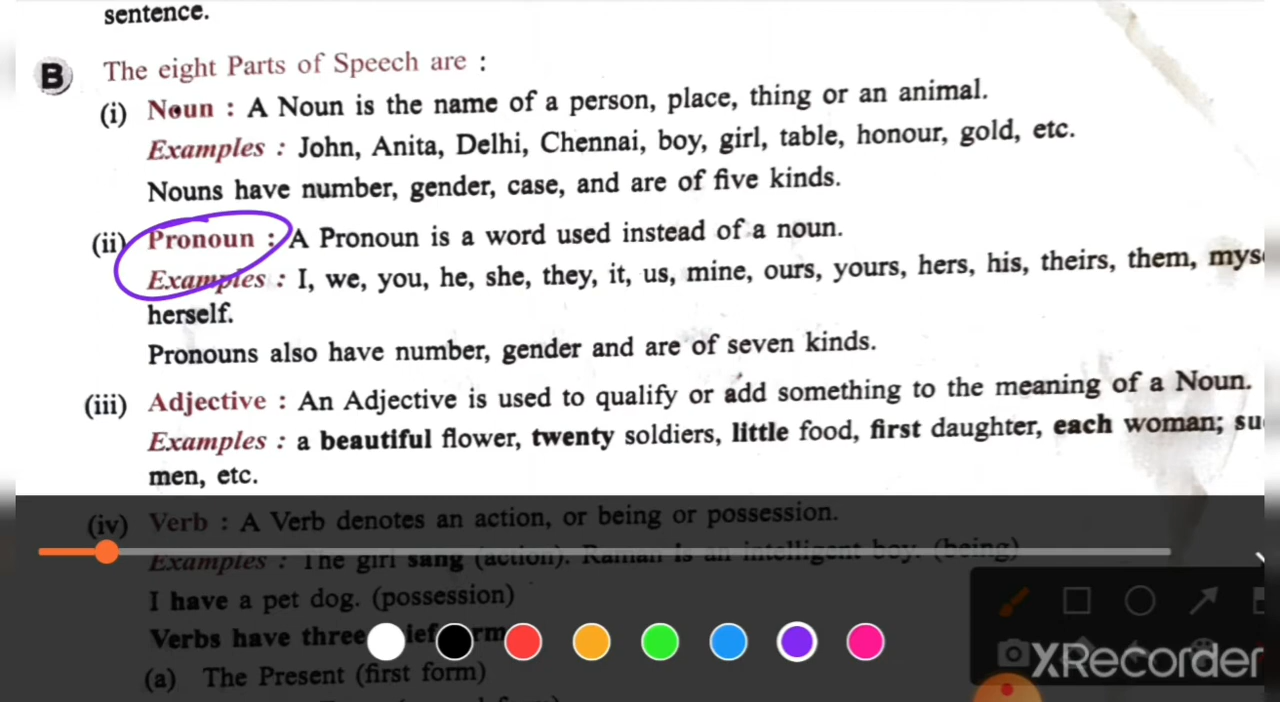 sentence.
B The eight Parts of Speech are :
(i) Noun : A Noun is the name of a person, place, thing or an animal.
Examples : John, Anita, Delhi, Chennai, boy, girl, table, honour, gold, etc.
Nouns have number, gender, case, and are of five kinds.
(ii) Pronoun : A Pronoun is a word used instead of a noun.
Examples : I, we, you, he, she, they, it, us, mine, ours, yours, hers, his, theirs, them,
herself.
Pronouns also have number, gender and are of seven kinds.
(iii) Adjective : An Adjective is used to qualify or add something to the meaning of a Noun.
Examples : a beautiful flower, twenty soldiers, little food, first daughter, each woman;
men, etc.
(iv) Verb : A Verb denotes an action, or being or possession.
Examples : The girl sang (action). Raman is an intelligent boy. (being)
I have a pet dog. (possession)
Verbs have three
(a) The Present (first form)
XRecorder